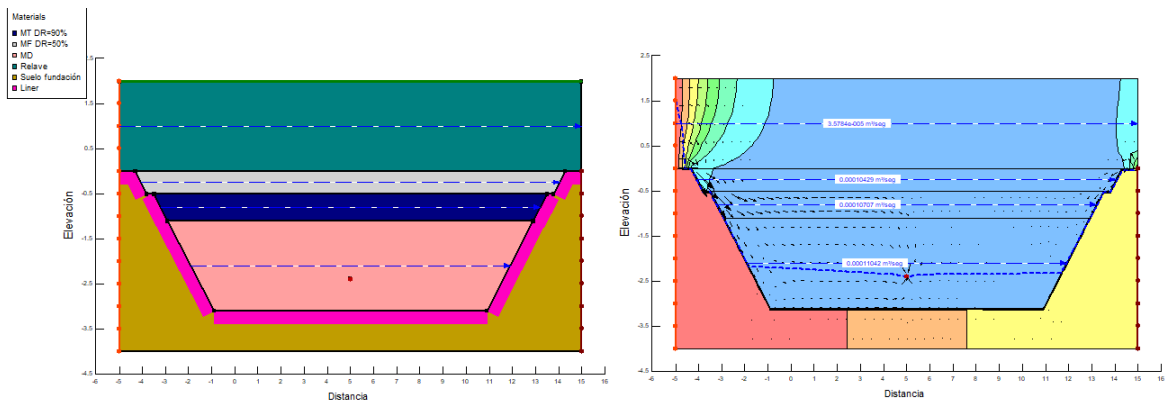 Materials
MT DR=90%
MF DR=50%
MD
Relave
Suelo fundación
Liner
2.5
1.5
0.5
-0.5
-1.5
-2.5
-3.5
-4.5
Elevación
-6 -5 -4 -3 -2 -1 0 1 2 3 4 5 6 7 8 9 10 11 12 13 14 15 16
Distancia
2.5
1.5
0.5
-0.5
-1.5
-2.5
-3.5
-4.5
Elevación
3.5784e-005 m³/seg
0.00010429 m³/seg
0.00010707 m³/seg
0.00011042 m³/seg
-6 -5 -4 -3 -2 -1 0 1 2 3 4 5 6 7 8 9 10 11 12 13 14 15 16
Distancia